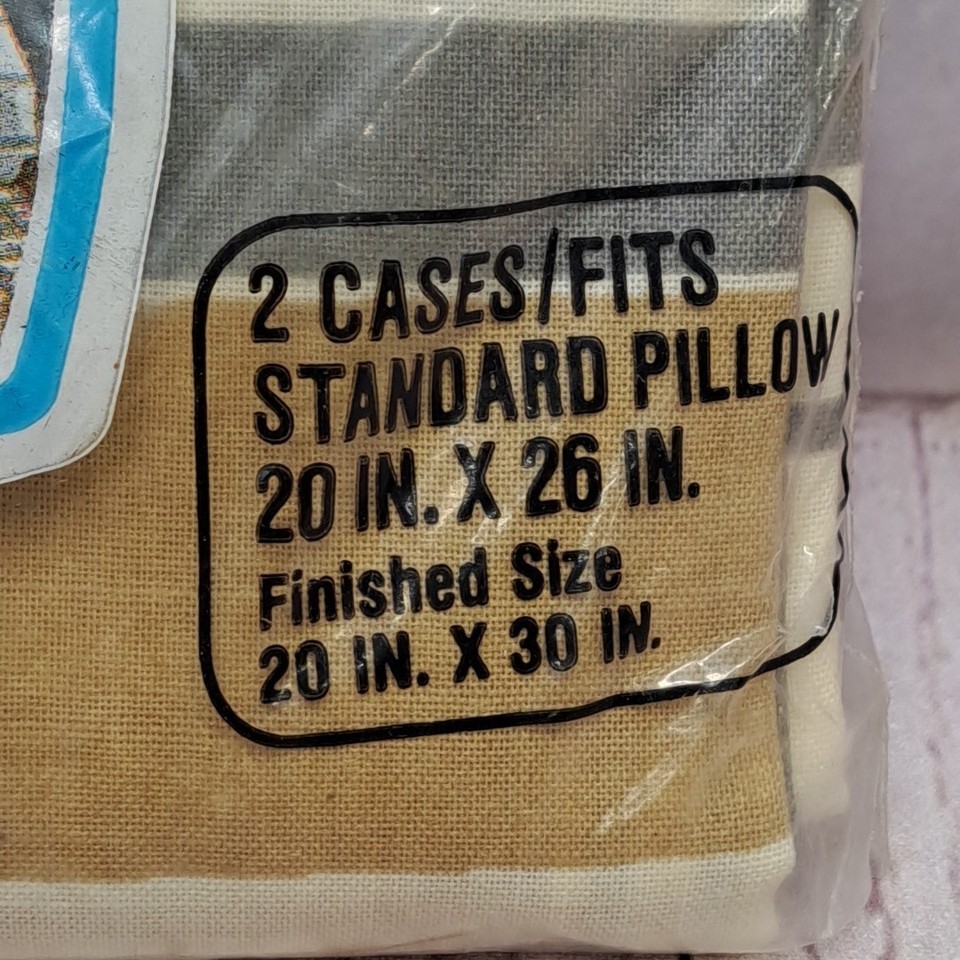 2 CASES/FITS
STANDARD PILLOW
20 IN. X 26 IN.
Finished Size
20 IN. X 30 IN.